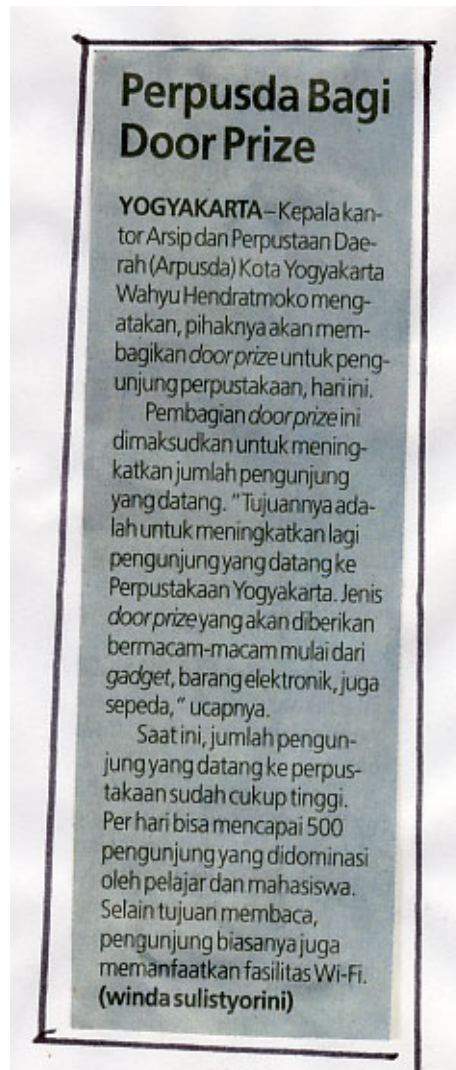 Perpusda Bagi
Door Prize
YOGYAKARTA–Kepala kan-
tor Arsip dan Perpustaan Dae-
rah (Arpusda) Kota Yogyakarta
Wahyu Hendratmoko meng-
atakan, pihaknya akan mem-
bagikan door prize untuk peng-
unjung perpustakaan, hari ini.
Pembagian door prize ini
dimaksudkan untuk mening-
katkan jumlah pengunjung
yang datang. "Tujuannya ada-
lah untuk meningkatkan lagi
pengunjung yang datang ke
Perpustakaan Yogyakarta. Jenis
door prize yang akan diberikan
bermacam-macam mulai dari
gadget, barang elektronik, juga
sepeda," ucapnya.
Saat ini, jumlah pengun-
jung yang datang ke perpus-
takaan sudah cukup tinggi.
Per hari bisa mencapai 500
pengunjung yang didominasi
oleh pelajar dan mahasiswa.
Selain tujuan membaca,
pengunjung biasanya juga
memanfaatkan fasilitas Wi-Fi.
(winda sulistyorini)